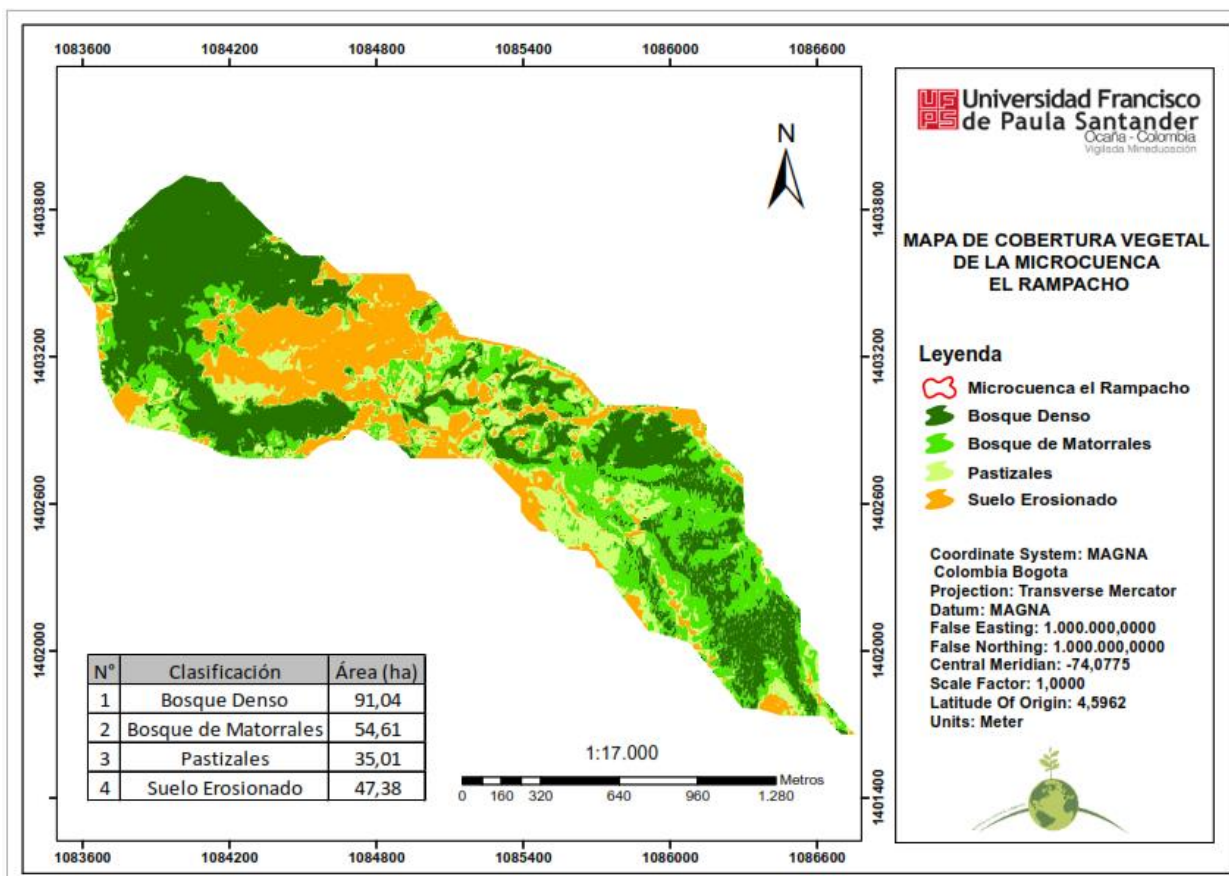 1083600 1084200 1084800 1085400 1086000 1086600
1403800
1403200
1402600
1402000
1401400
N
1403800
1403200
1402600
1402000
1401400
N° Clasificación Área (ha)
1 Bosque Denso 91,04
2 Bosque de Matorrales 54,61
3 Pastizales 35,01
4 Suelo Erosionado 47,38
1:17.000
Metros
0 160 320 640 960 1.280
1083600 1084200 1084800 1085400 1086000 1086600
UFPS
Universidad Francisco
de Paula Santander
Ocaña - Colombia
Vigilada Mineducación
MAPA DE COBERTURA VEGETAL
DE LA MICROCUENCA
EL RAMPACHO
Leyenda
Microcuenca el Rampacho
Bosque Denso
Bosque de Matorrales
Pastizales
Suelo Erosionado
Coordinate System: MAGNA
Colombia Bogota
Projection: Transverse Mercator
Datum: MAGNA
False Easting: 1.000.000,0000
False Northing: 1.000.000,0000
Central Meridian: -74,0775
Scale Factor: 1,0000
Latitude Of Origin: 4,5962
Units: Meter